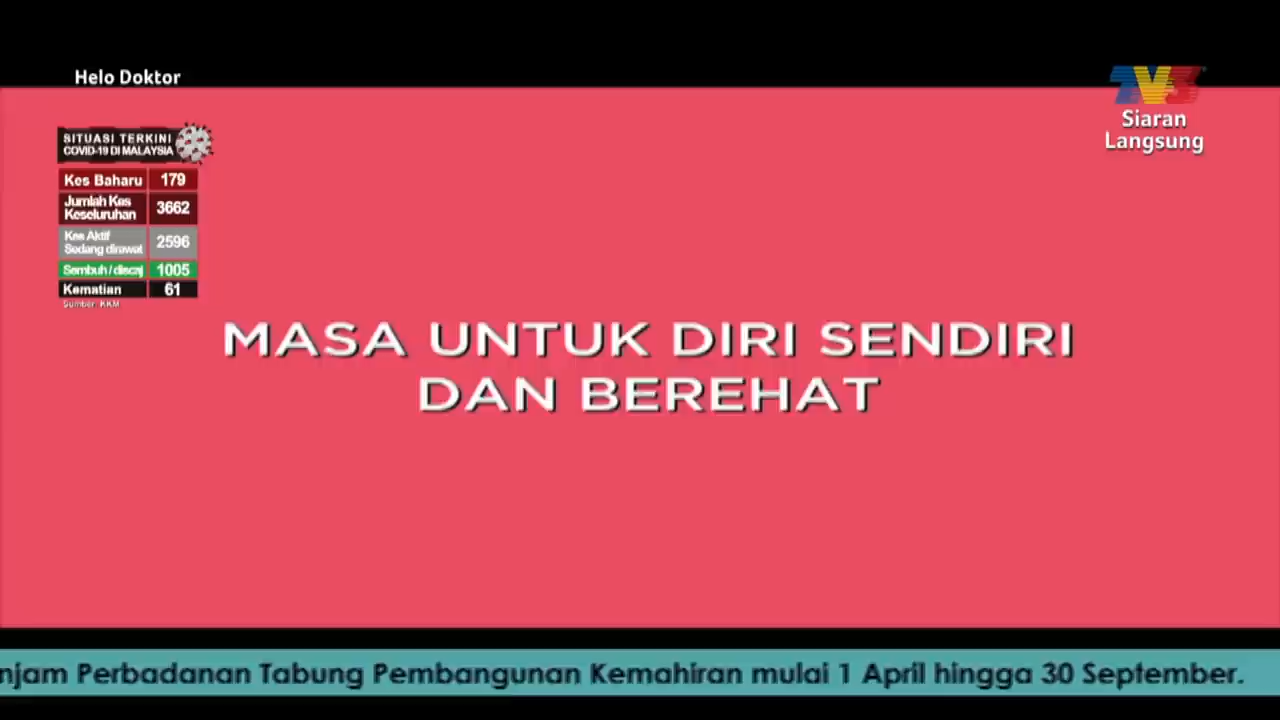 Helo Doktor
TV3
Siaran
Langsung
SITUASI TERKINI
COVID-19 DI MALAYSIA
Kes Baharu 179
Jumlah Kes
Keseluruhan 3662
Kes Aktif
Sedang dirawat 2596
Sembuh / discaj 1005
Kematian 61
Sumber: KKM
MASA UNTUK DIRI SENDIRI
DAN BEREHAT
njam Perbadanan Tabung Pembangunan Kemahiran mulai 1 April hingga 30 September.